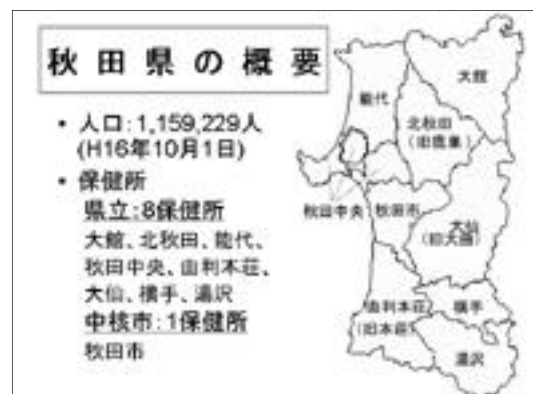 秋田県の概要
・人口:1,159,229人
(H16年10月1日)
・保健所
県立:8保健所
大館、北秋田、能代、
秋田中央、由利本荘、
大仙、横手、湯沢
中核市:1保健所
秋田市
大館
能代
北秋田
(旧鷹巣)
秋田中央
秋田市
大仙
(旧大曲)
由利本荘
(旧本荘)
横手
湯沢